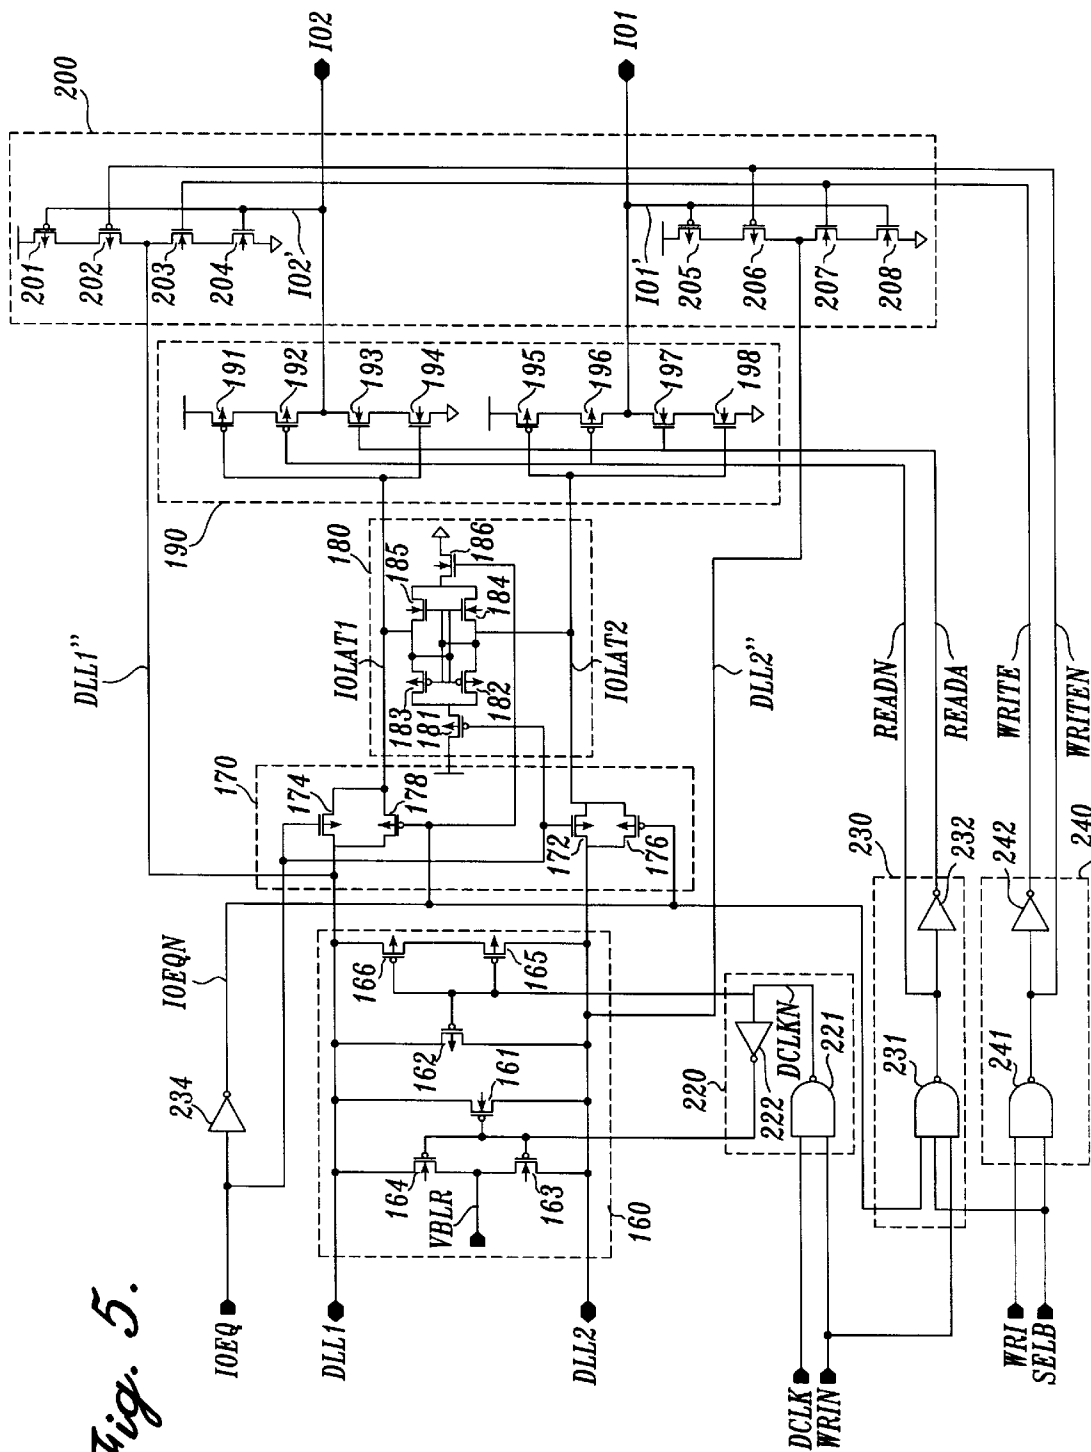 Fig. 5.
IOEQ
DLL1
DLL2
DCLK
WRIN
WRI
SELB
234
IOEQN
164
VBLR
163
160
161
162
166
165
220
222
DCLKN
221
231
230
232
241
242
240
DLL1"
170
174
178
172
176
180
IOLAT1
183
181
182
185
184
186
IOLAT2
DLL2"
190
191
192
193
194
195
196
197
198
READN
READA
WRITE
WRITEN
200
201
202
203
204
IO2'
IO1'
205
206
207
208
IO2
IO1